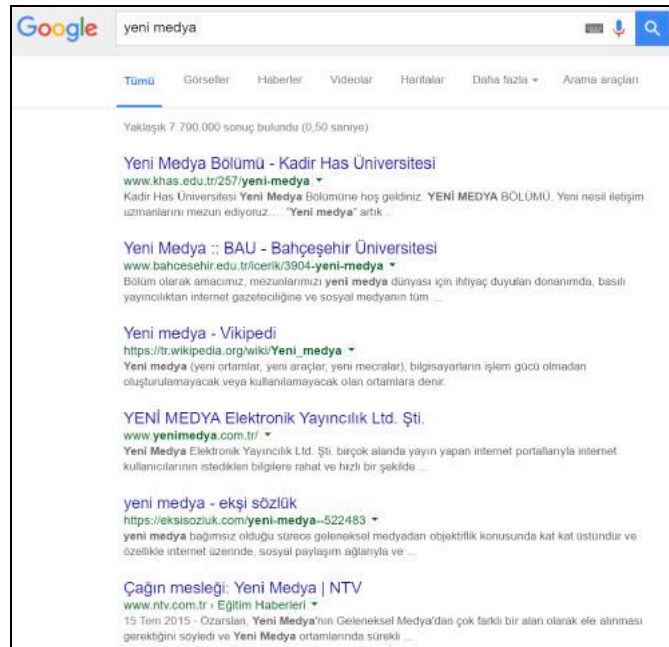 Google
yeni medya
Tümü Görseller Haberler Videolar Haritalar Daha fazla Arama araçları
Yaklaşık 7.790.000 sonuç bulundu (0,50 saniye)
Yeni Medya Bölümü - Kadir Has Üniversitesi
www.khas.edu.tr/257/yeni-medya
Kadir Has Üniversitesi Yeni Medya Bölümüne hoş geldiniz. YENİ MEDYA BÖLÜMÜ. Yeni nesil iletişim
uzmanlarını mezun ediyoruz ... "Yeni medya" artık ...
Yeni Medya :: BAU - Bahçeşehir Üniversitesi
www.bahcesehir.edu.tr/icerik/3904-yeni-medya
Bölüm olarak amacımız, mezunlarımızı yeni medya dünyası için ihtiyaç duyulan donanımda, basılı
yayıncılıktan internet gazeteciliğine ve sosyal medyanın tüm ...
Yeni medya - Vikipedi
https://tr.wikipedia.org/wiki/Yeni_medya
Yeni medya (yeni ortamlar, yeni araçlar, yeni mecralar), bilgisayarların işlem gücü olmadan
oluşturulamayacak veya kullanılamayacak olan ortamlara denir.
YENİ MEDYA Elektronik Yayıncılık Ltd. Şti.
www.yenimedya.com.tr/
Yeni Medya Elektronik Yayıncılık Ltd. Şti. birçok alanda yayın yapan internet portallarıyla internet
kullanıcılarının istedikleri bilgilere rahat ve hızlı bir şekilde ...
yeni medya - ekşi sözlük
https://eksisozluk.com/yeni-medya--522483
yeni medya bağımsız olduğu sürece geleneksel medyadan objektiflik konusunda kat kat üstündür ve
özellikle internet üzerinde, sosyal paylaşım ağlarıyla ve ...
Çağın mesleği: Yeni Medya | NTV
www.ntv.com.tr › Eğitim Haberleri
15 Tem 2015 - Özarslan, Yeni Medya'nın Geleneksel Medya'dan çok farklı bir alan olarak ele alınması
gerektiğini söyledi ve Yeni Medya ortamlarında sürekli ...